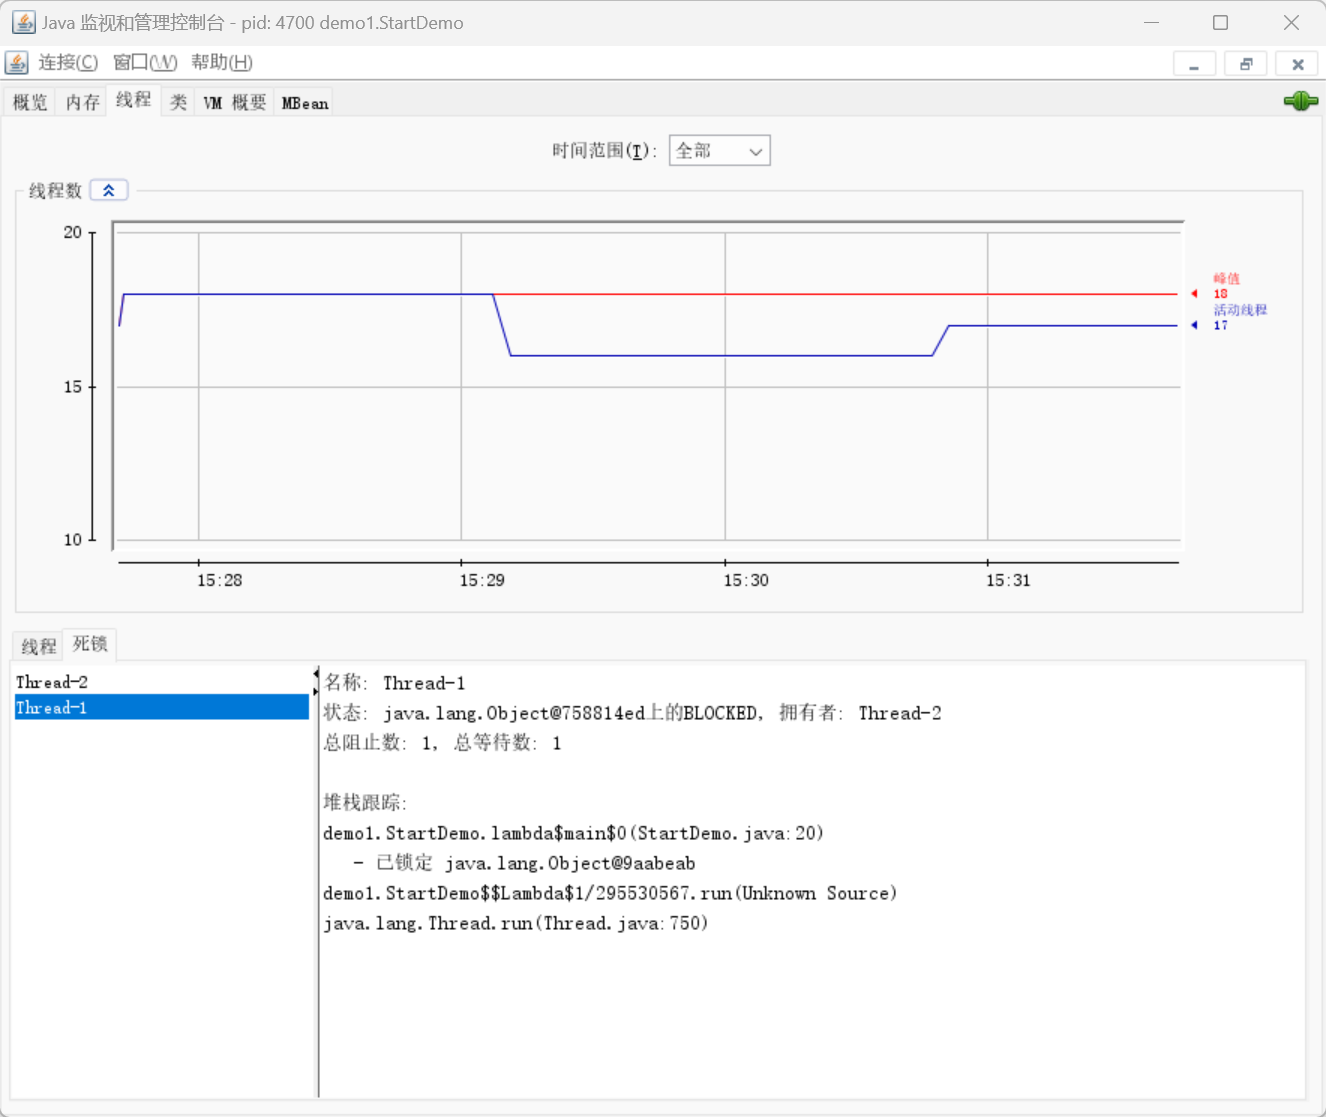 Java 监视和管理控制台 - pid: 4700 demo1.StartDemo
连接(C) 窗口(W) 帮助(H)
概览 内存 线程 类 VM 概要 MBean
时间范围(T): 全部
线程数
20
15
10
峰值
18
活动线程
17
15:28 15:29 15:30 15:31
线程 死锁
Thread-2
Thread-1
名称: Thread-1
状态: java.lang.Object@758814ed上的BLOCKED, 拥有者: Thread-2
总阻止数: 1, 总等待数: 1
堆栈跟踪:
demo1.StartDemo.lambda$main$0(StartDemo.java:20)
- 已锁定 java.lang.Object@9aabeab
demo1.StartDemo$$Lambda$1/295530567.run(Unknown Source)
java.lang.Thread.run(Thread.java:750)